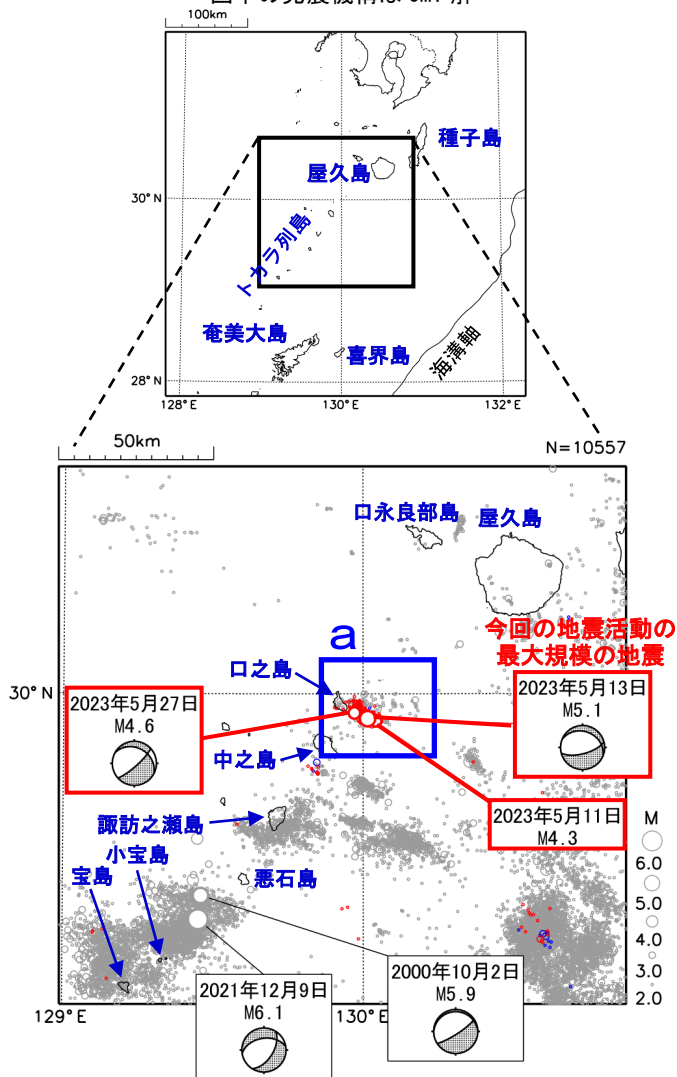 100km
種子島
屋久島
30°N
トカラ列島
奄美大島
喜界島
海溝軸
28°N
128°E
130°E
132°E
50km
N=10557
口永良部島
屋久島
今回の地震活動の
最大規模の地震
a
口之島
30°N
2023年5月27日
M4.6
2023年5月13日
M5.1
中之島
2023年5月11日
M4.3
諏訪之瀬島
小宝島
宝島
悪石島
M
6.0
5.0
4.0
3.0
2.0
2021年12月9日
M6.1
2000年10月2日
M5.9
129°E
130°E